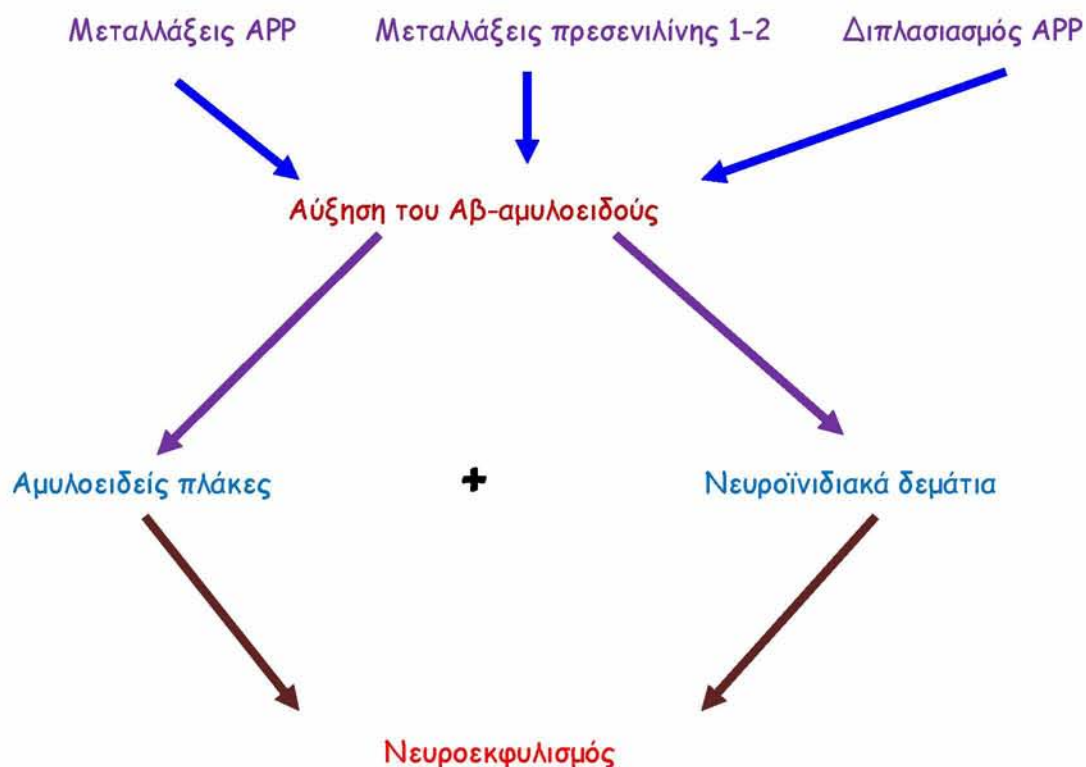 Μεταλλάξεις APP Μεταλλάξεις πρεσενιλίνης 1-2 Διπλασιασμός APP
Αύξηση του Αβ-αμυλοειδούς
Αμυλοειδείς πλάκες + Νευροϊνιδιακά δεμάτια
Νευροεκφυλισμός